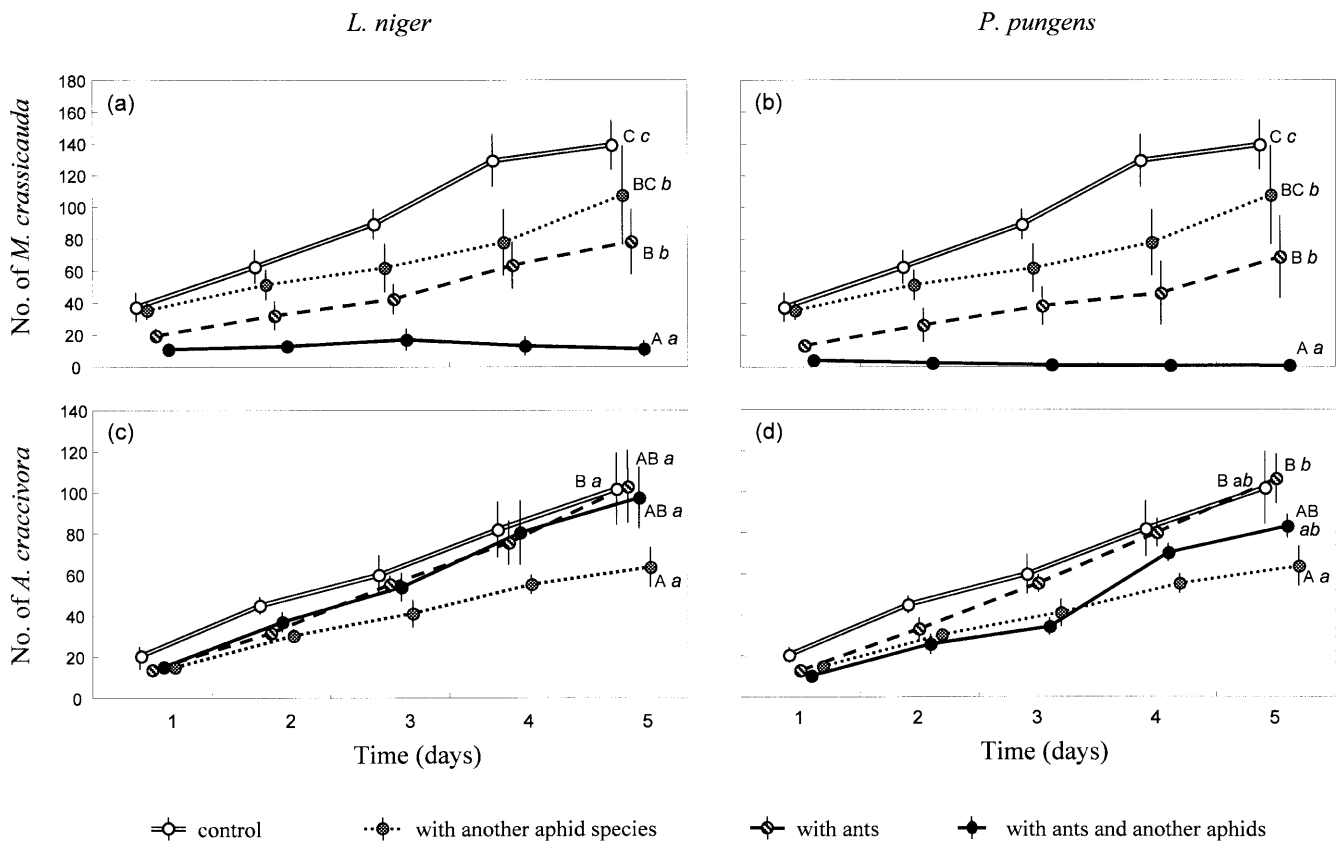 L. niger
P. pungens
No. of M. crassicauda
180
160
140
120
100
80
60
40
20
0
(a)
C c
BC b
B b
A a
(b)
C c
BC b
B b
A a
No. of A. craccivora
140
120
100
80
60
40
20
0
(c)
B a
AB a
AB a
A a
(d)
B ab
B b
AB
ab
A a
1 2 3 4 5
1 2 3 4 5
Time (days)
Time (days)
control
with another aphid species
with ants
with ants and another aphids